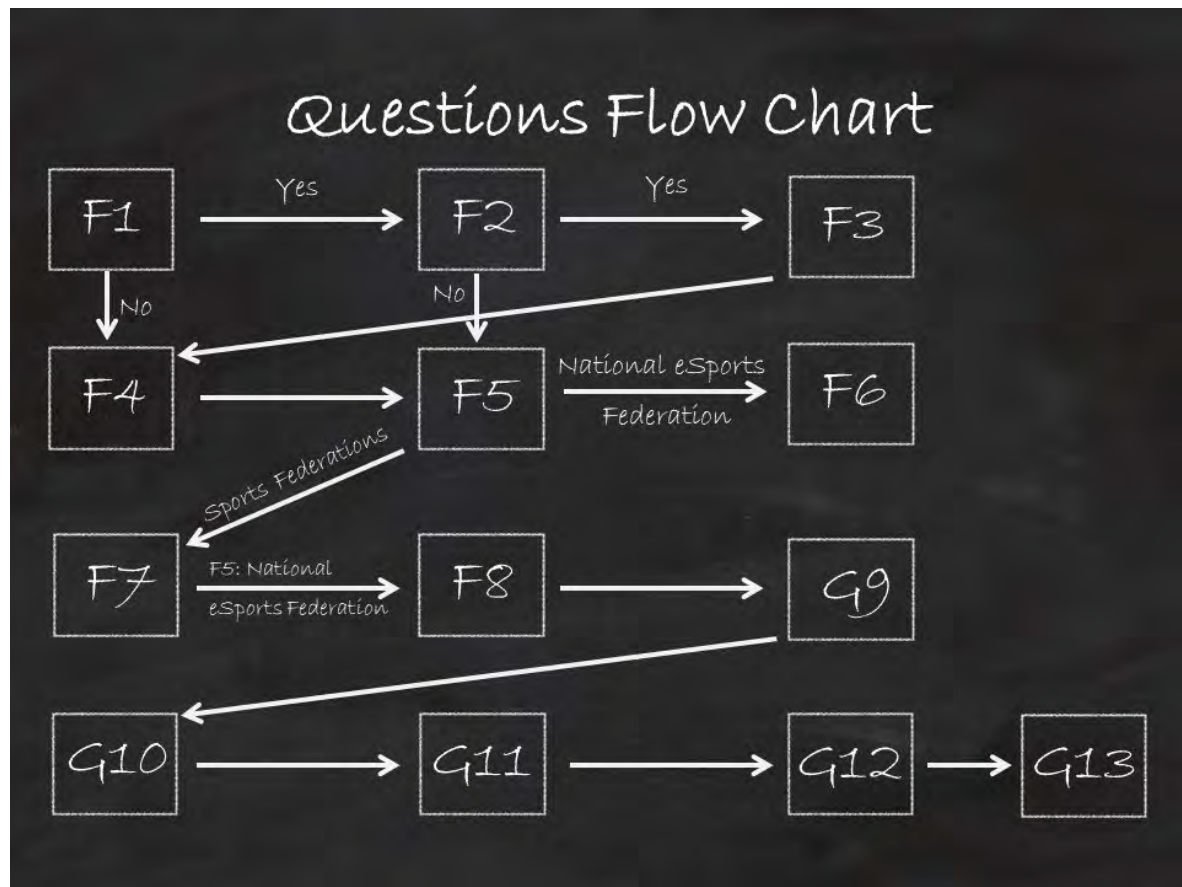 Questions Flow Chart
F1
Yes
F2
Yes
F3
No
No
F4
F5
National eSports
Federation
F6
Sports Federations
F7
F5: National
eSports Federation
F8
G9
G10
G11
G12
G13